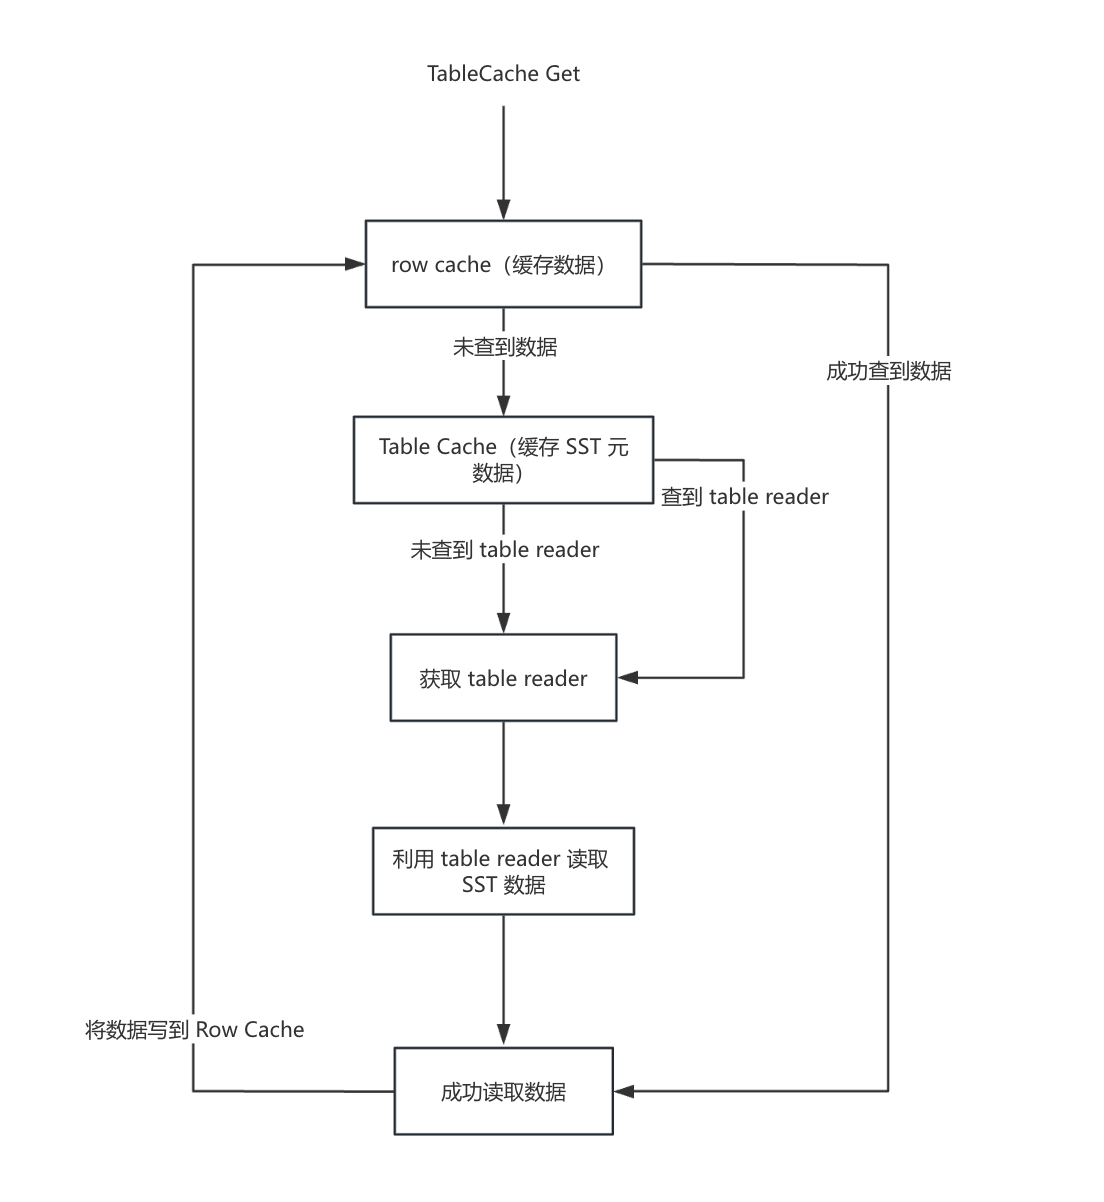 TableCache Get
row cache（缓存数据）
未查到数据
成功查到数据
Table Cache（缓存 SST 元
数据）
查到 table reader
未查到 table reader
获取 table reader
利用 table reader 读取
SST 数据
将数据写到 Row Cache
成功读取数据